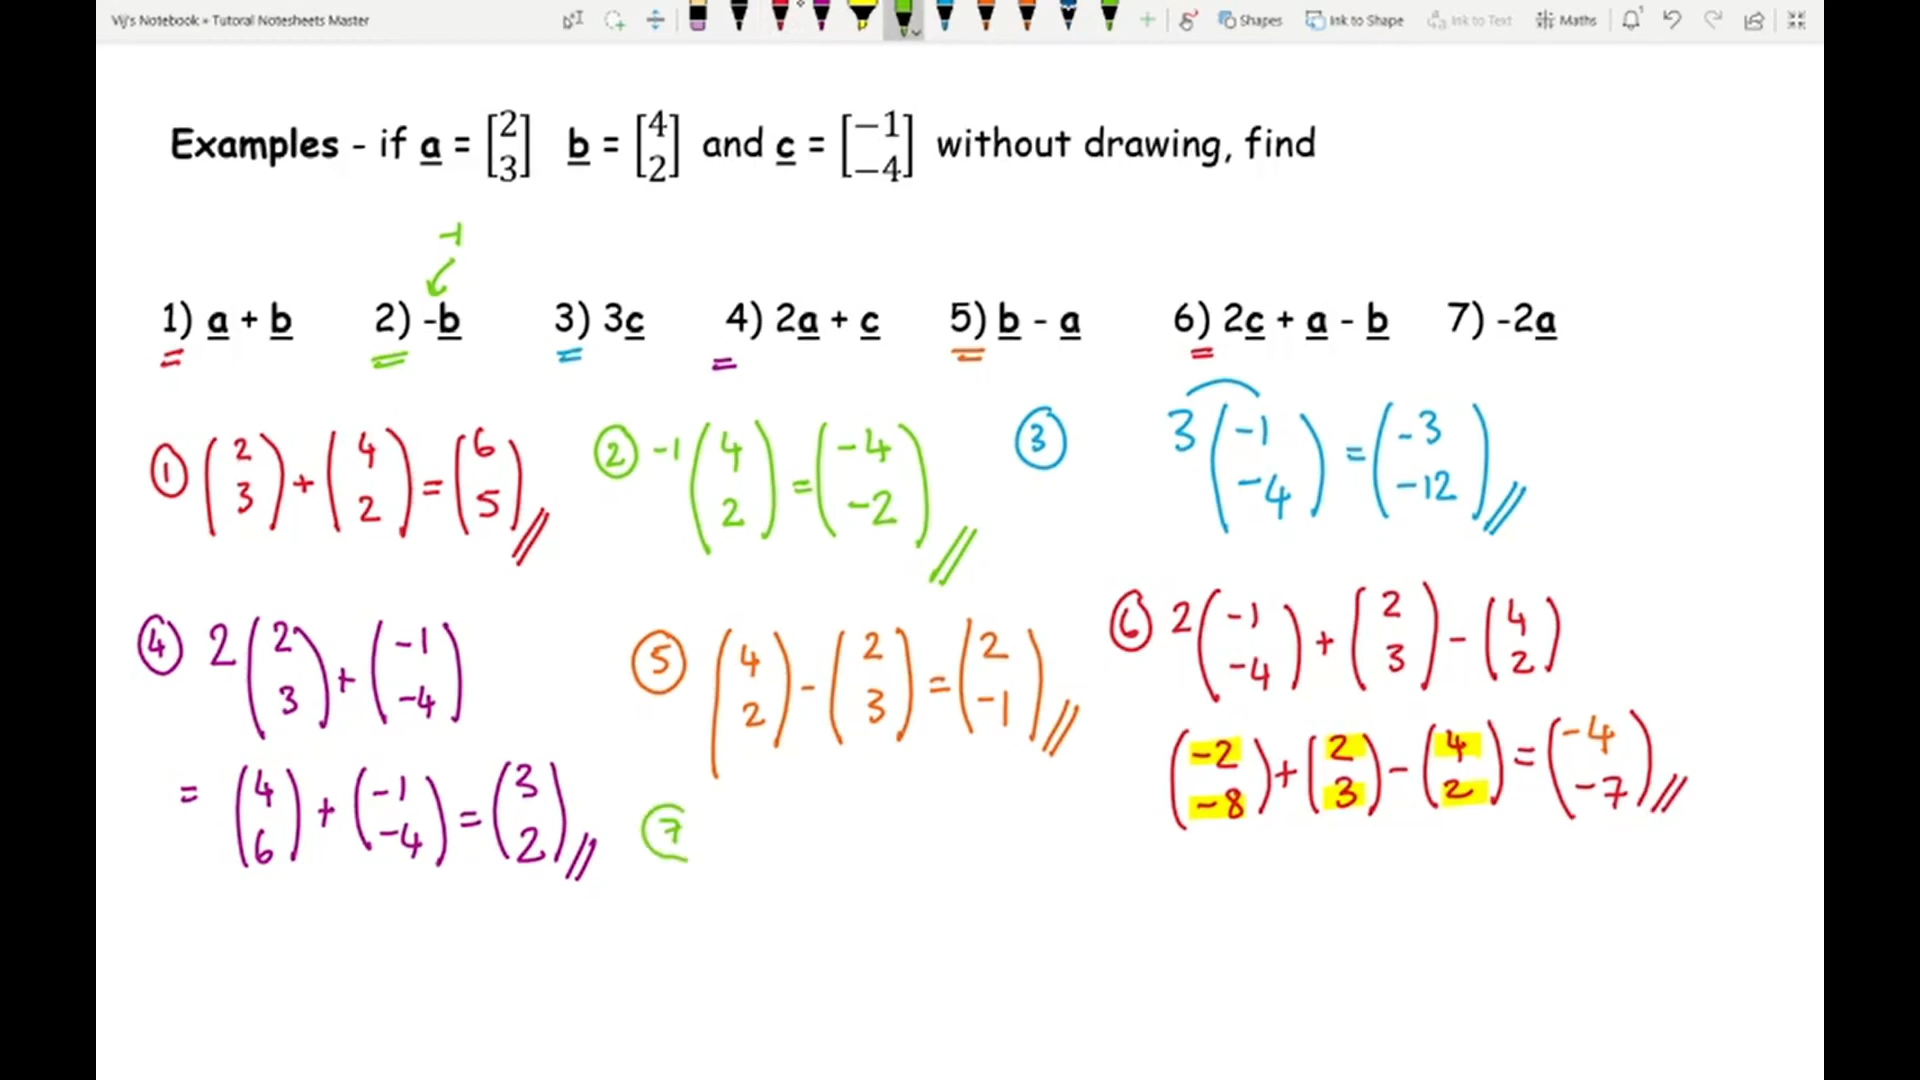 Vij's Notebook » Tutoral Notesheets Master Shapes Ink to Shape Ink to Text Maths
Examples - if a = [2 3] b = [4 2] and c = [-1 -4] without drawing, find
-1
1) a + b 2) -b 3) 3c 4) 2a + c 5) b - a 6) 2c + a - b 7) -2a
① (2 3) + (4 2) = (6 5) //
② -1 (4 2) = (-4 -2) //
③ 3 (-1 -4) = (-3 -12) //
④ 2 (2 3) + (-1 -4)
= (4 6) + (-1 -4) = (3 2) //
⑤ (4 2) - (2 3) = (2 -1) //
⑥ 2 (-1 -4) + (2 3) - (4 2)
(-2 -8) + (2 3) - (4 2) = (-4 -7) //
⑦